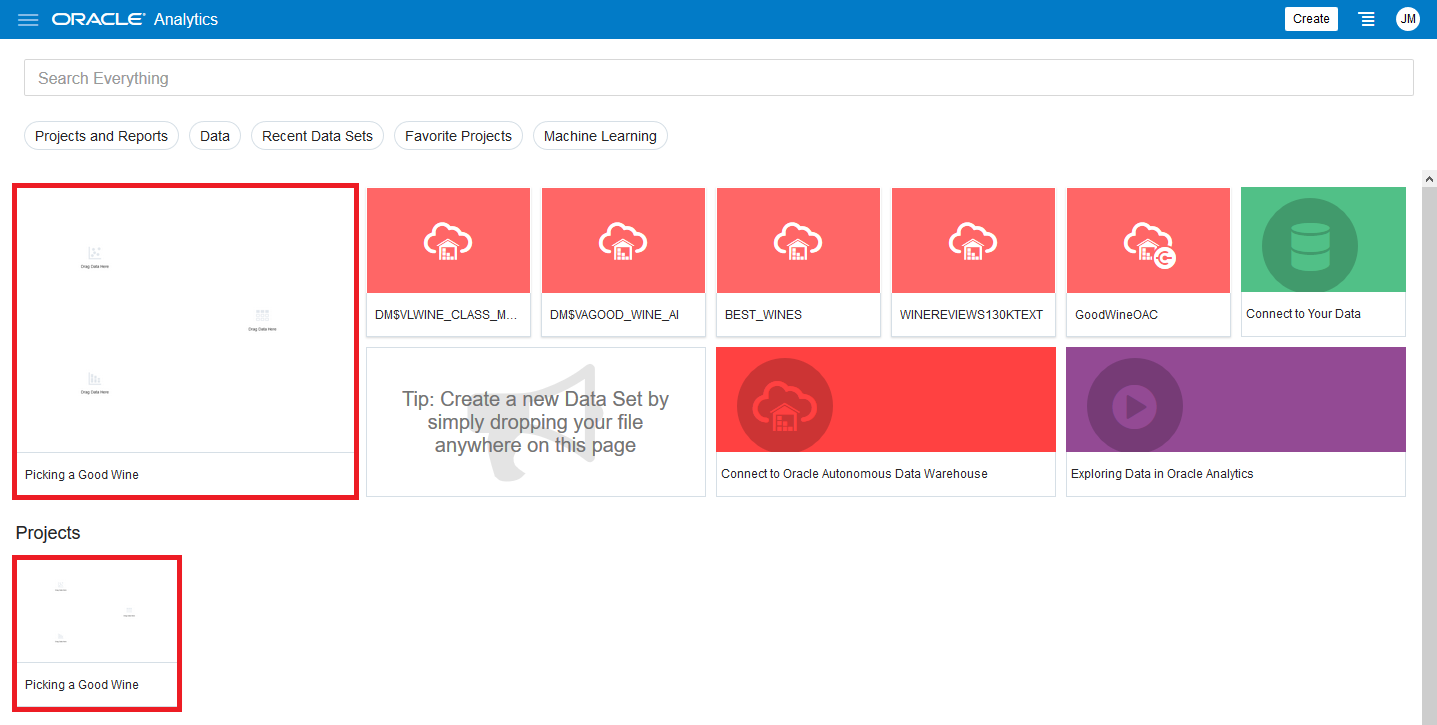 ORACLE® Analytics
Create
JM
Search Everything
Projects and Reports
Data
Recent Data Sets
Favorite Projects
Machine Learning
Drag Data Here
Drag Data Here
Drag Data Here
Picking a Good Wine
DM$VLWINE_CLASS_M...
DM$VAGOOD_WINE_AI
BEST_WINES
WINEREVIEWS130KTEXT
GoodWineOAC
Connect to Your Data
Tip: Create a new Data Set by
simply dropping your file
anywhere on this page
Connect to Oracle Autonomous Data Warehouse
Exploring Data in Oracle Analytics
Projects
Picking a Good Wine